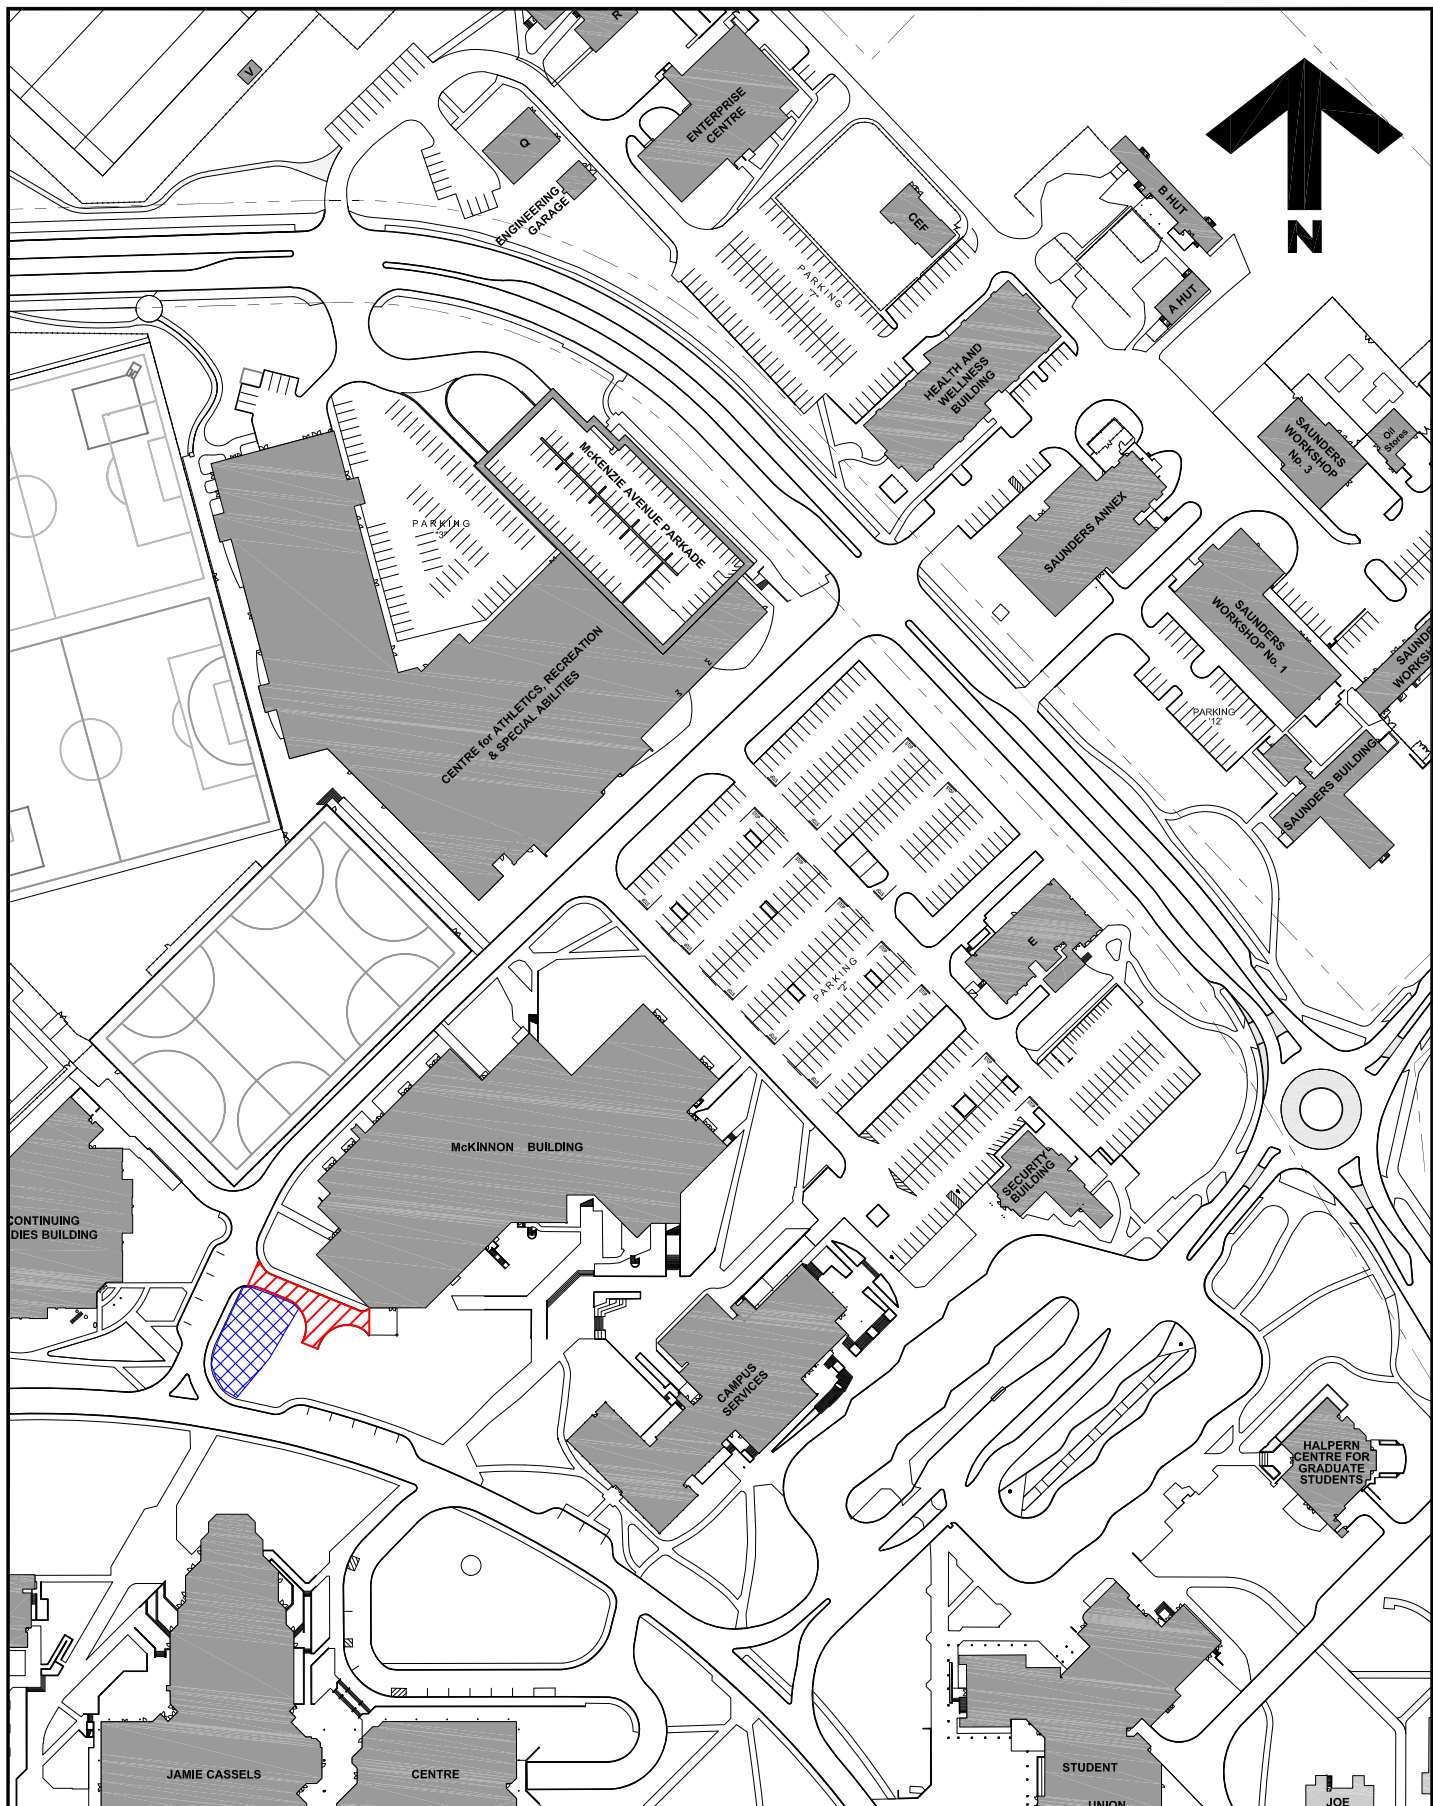 R
V
ENTERPRISE
CENTRE
Q
ENGINEERING
GARAGE
CEF
B HUT
A HUT
N
PARKING
"7"
HEALTH AND
WELLNESS
BUILDING
SAUNDERS
WORKSHOP
No. 3
Oil
Stores
McKENZIE AVENUE PARKADE
PARKING
"3"
SAUNDERS ANNEX
SAUNDERS
WORKSHOP No. 1
PARKING
'12'
SAUNDERS BUILDING
CENTRE for ATHLETICS, RECREATION
& SPECIAL ABILITIES
E
PARKING
"2"
McKINNON BUILDING
SECURITY
BUILDING
CONTINUING
DIES BUILDING
CAMPUS
SERVICES
HALPERN
CENTRE FOR
GRADUATE
STUDENTS
JAMIE CASSELS
CENTRE
STUDENT
UNION
JOE